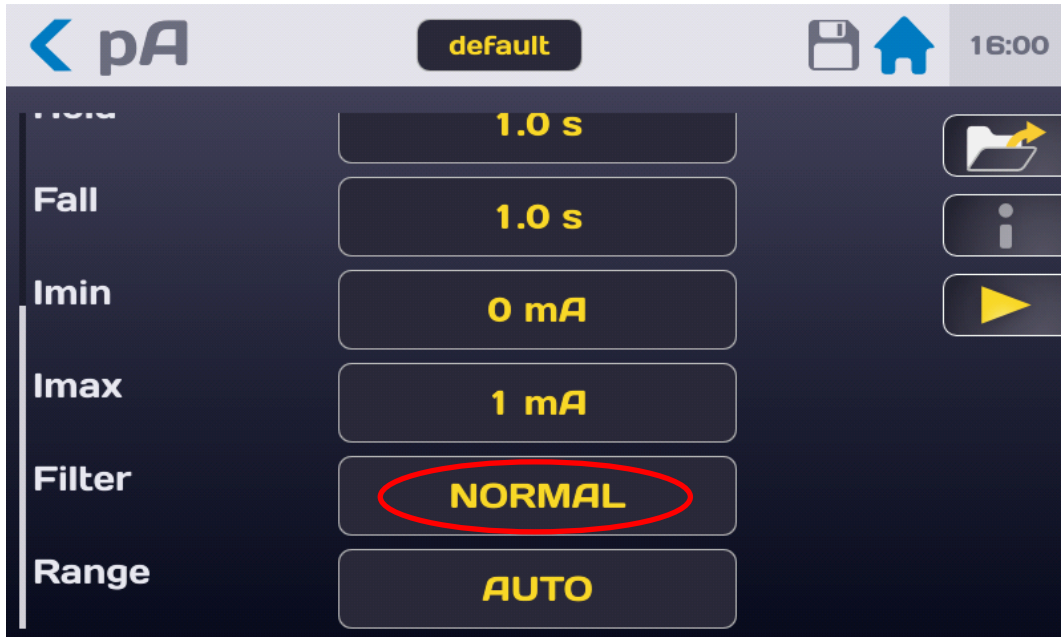 pA
default
16:00
Hold
1.0 s
Fall
1.0 s
Imin
0 mA
Imax
1 mA
Filter
NORMAL
Range
AUTO